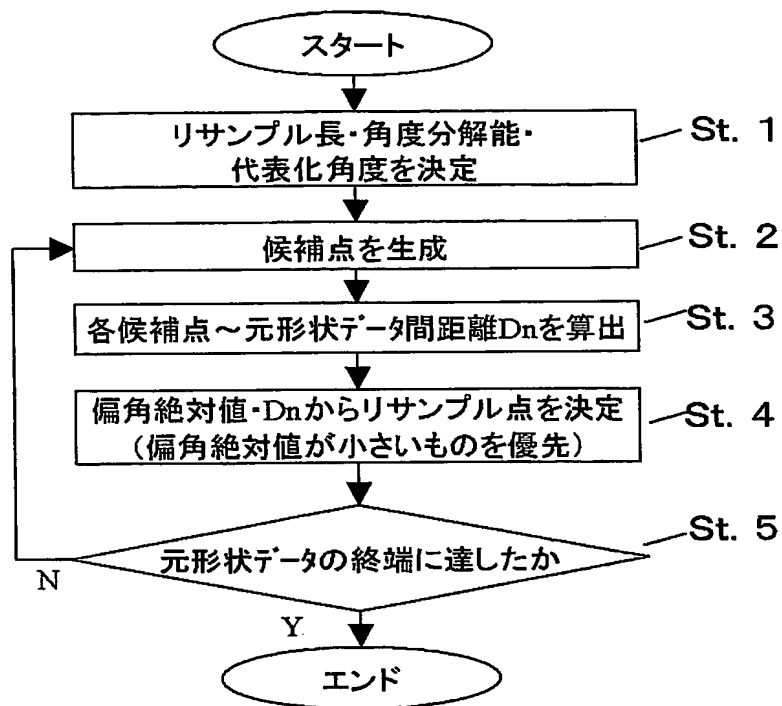 スタート
リサンプル長・角度分解能・
代表化角度を決定
St. 1
候補点を生成
St. 2
各候補点～元形状ﾃﾞｰﾀ間距離Dnを算出
St. 3
偏角絶対値・Dnからリサンプル点を決定
（偏角絶対値が小さいものを優先）
St. 4
元形状ﾃﾞｰﾀの終端に達したか
St. 5
N
Y
エンド